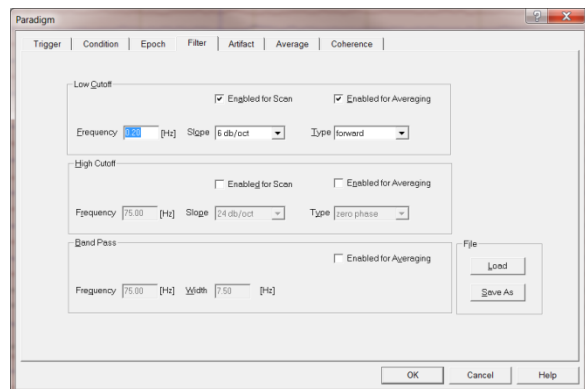 Paradigm
Trigger Condition Epoch Filter Artifact Average Coherence
Low Cutoff
Enabled for Scan Enabled for Averaging
Frequency 0.20 [Hz] Slope 6 db/oct Type forward
High Cutoff
Enabled for Scan Enabled for Averaging
Frequency 75.00 [Hz] Slope 24 db/oct Type zero phase
Band Pass
Enabled for Averaging
Frequency 75.00 [Hz] Width 7.50 [Hz]
File
Load
Save As
OK Cancel Help